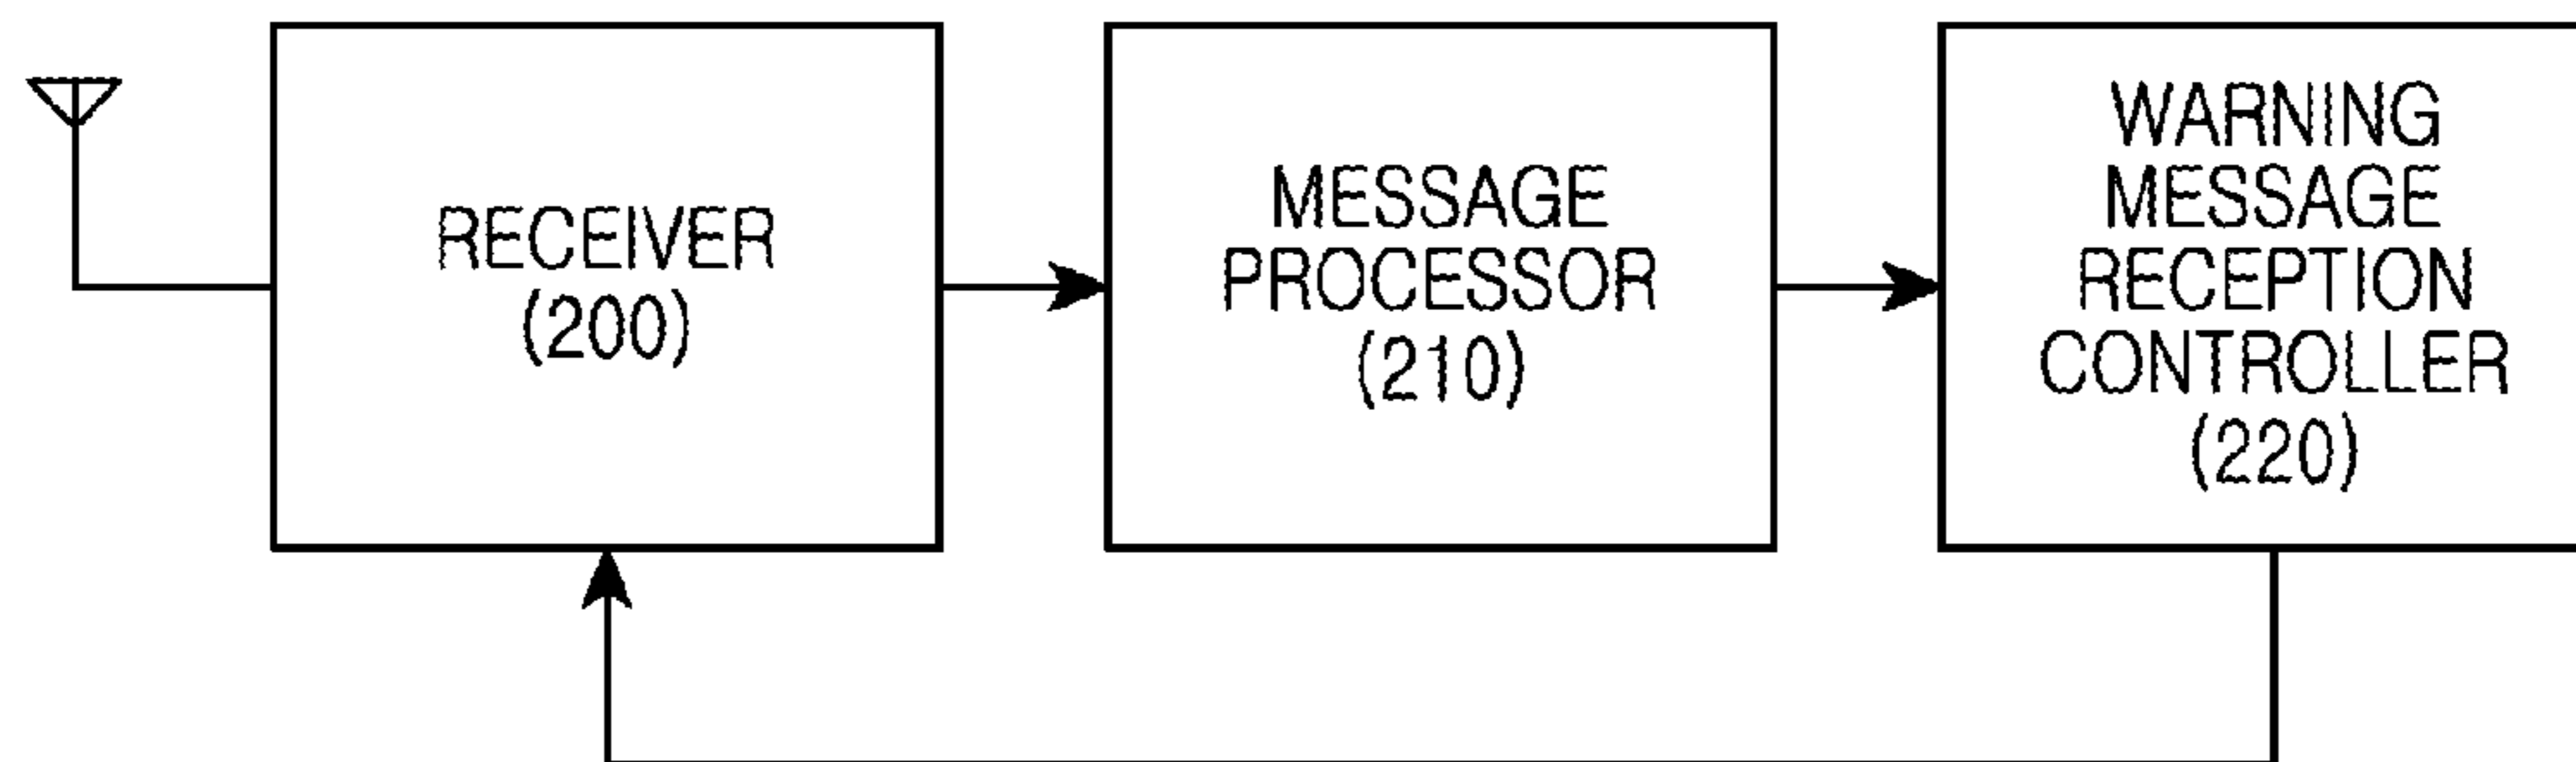 RECEIVER
(200)
MESSAGE
PROCESSOR
(210)
WARNING
MESSAGE
RECEPTION
CONTROLLER
(220)